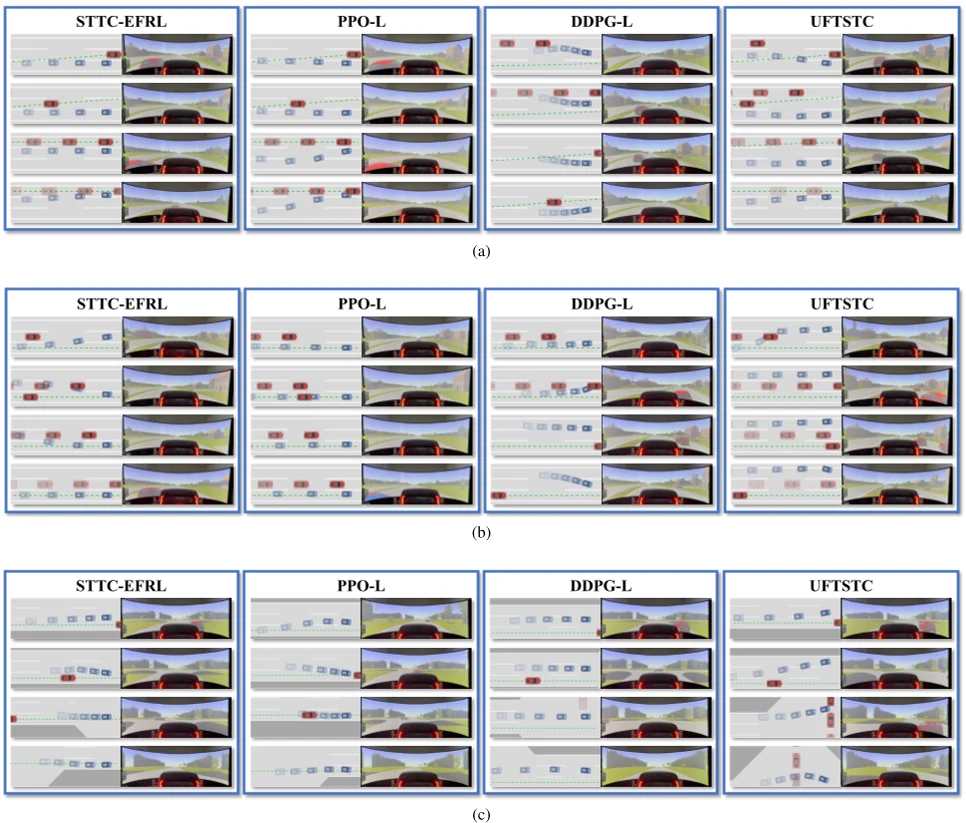 STTC-EFRL PPO-L DDPG-L UFTSTC
(a)
STTC-EFRL PPO-L DDPG-L UFTSTC
(b)
STTC-EFRL PPO-L DDPG-L UFTSTC
(c)